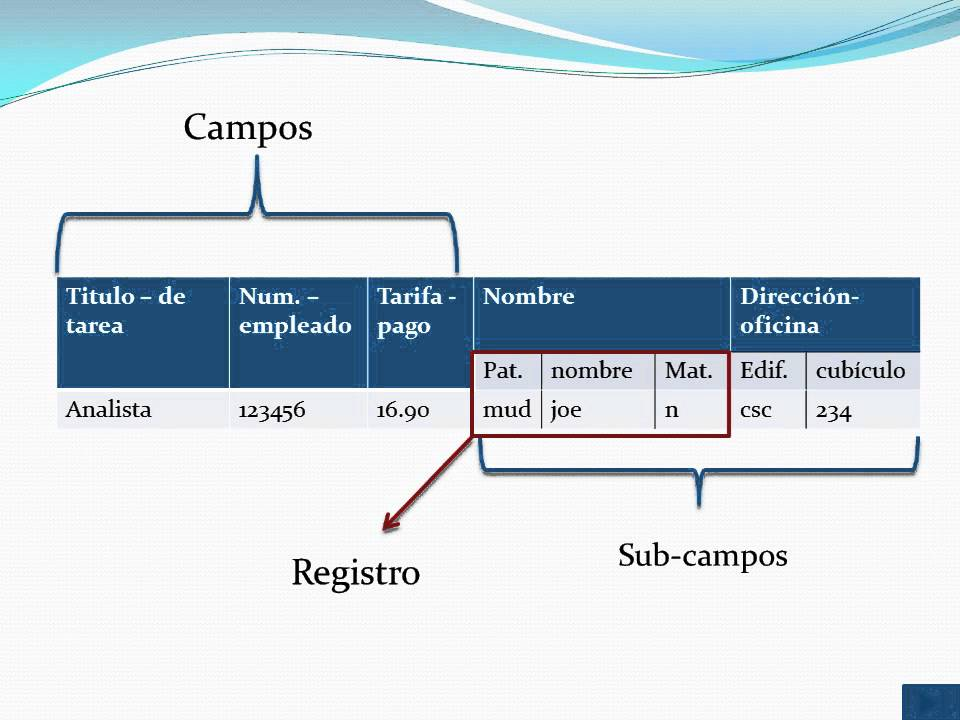 Campos
Titulo – de
tarea
Num. –
empleado
Tarifa -
pago
Nombre
Dirección-
oficina
Pat. nombre Mat. Edif. cubículo
Analista 123456 16.90 mud joe n csc 234
Registro
Sub-campos